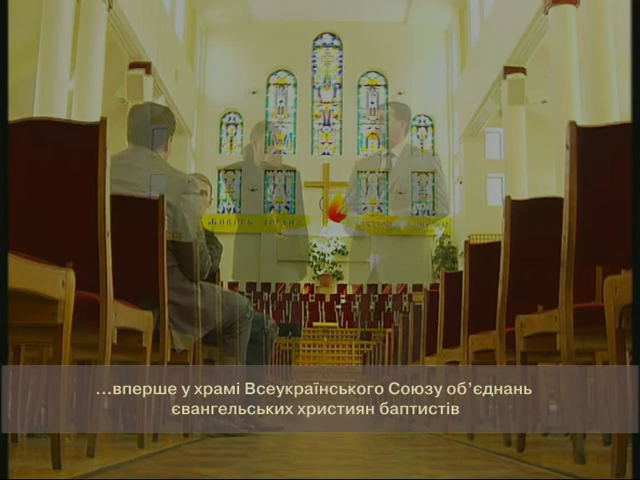 ...вперше у храмі Всеукраїнського Союзу об’єднань
євангельських християн баптистів